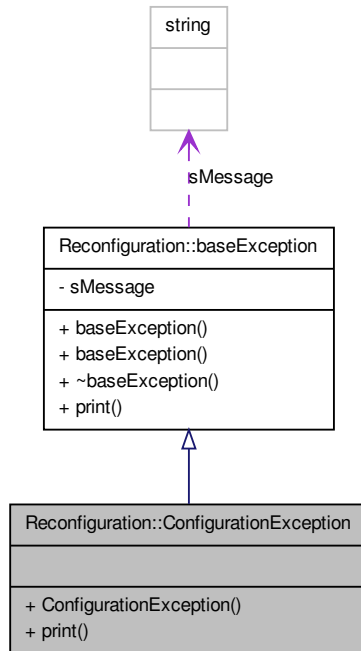 string
sMessage
Reconfiguration::baseException
- sMessage
+ baseException()
+ baseException()
+ ~baseException()
+ print()
Reconfiguration::ConfigurationException
+ ConfigurationException()
+ print()